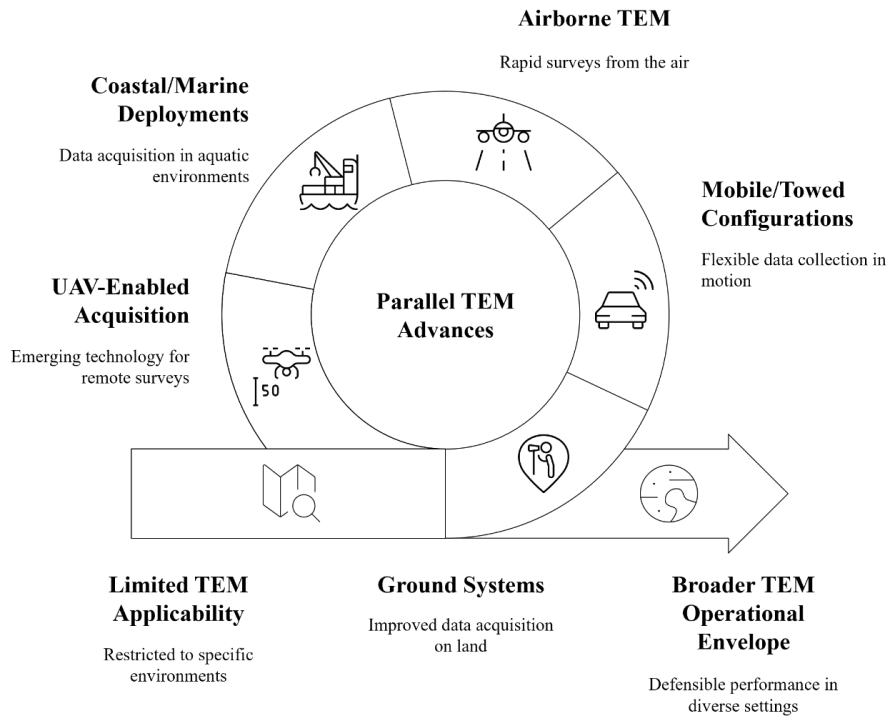 Airborne TEM
Rapid surveys from the air
Coastal/Marine
Deployments
Data acquisition in aquatic
environments
Mobile/Towed
Configurations
Flexible data collection in
motion
UAV-Enabled
Acquisition
Emerging technology for
remote surveys
50
Parallel TEM
Advances
Limited TEM
Applicability
Restricted to specific
environments
Ground Systems
Improved data acquisition
on land
Broader TEM
Operational
Envelope
Defensible performance in
diverse settings